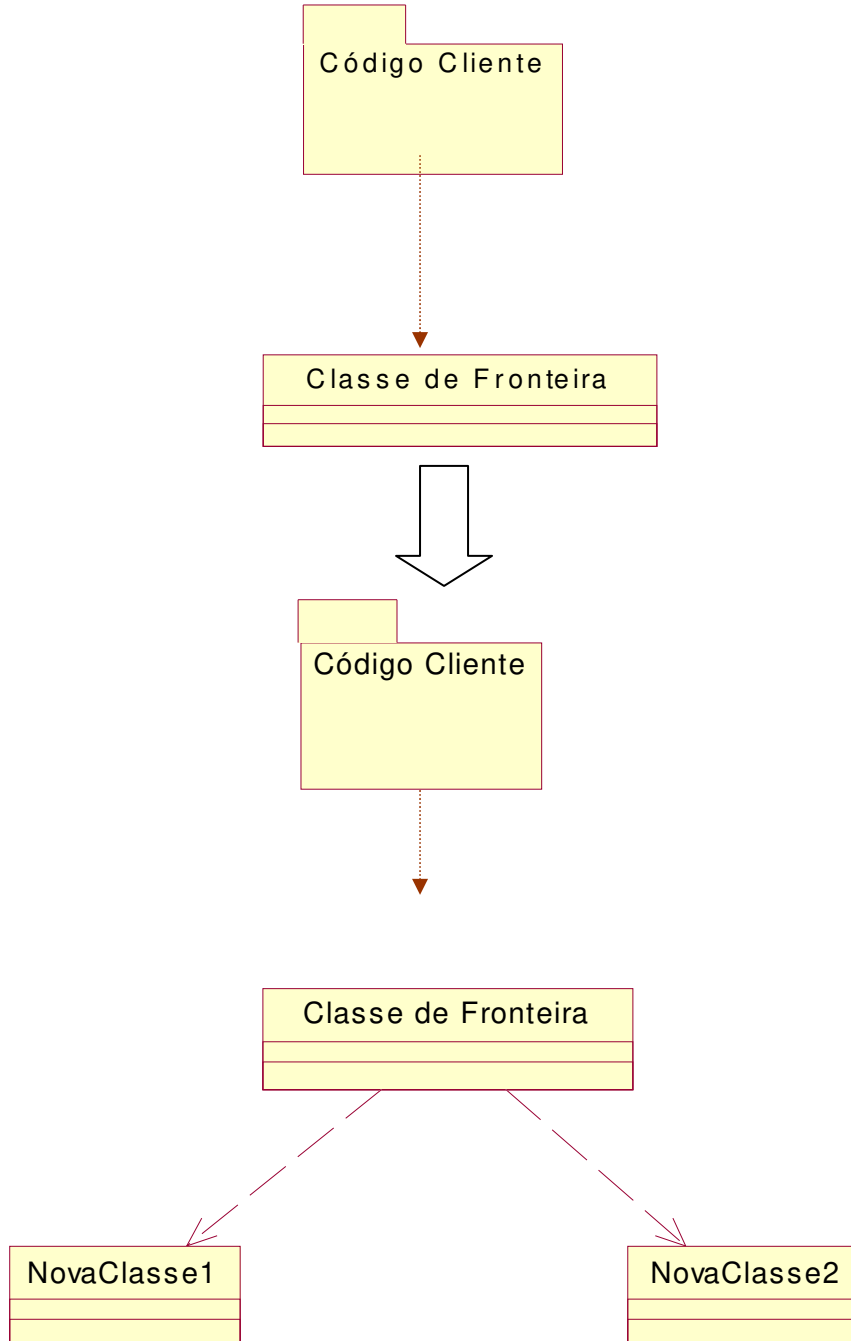 Código Cliente
Classe de Fronteira
Código Cliente
Classe de Fronteira
NovaClasse1
NovaClasse2